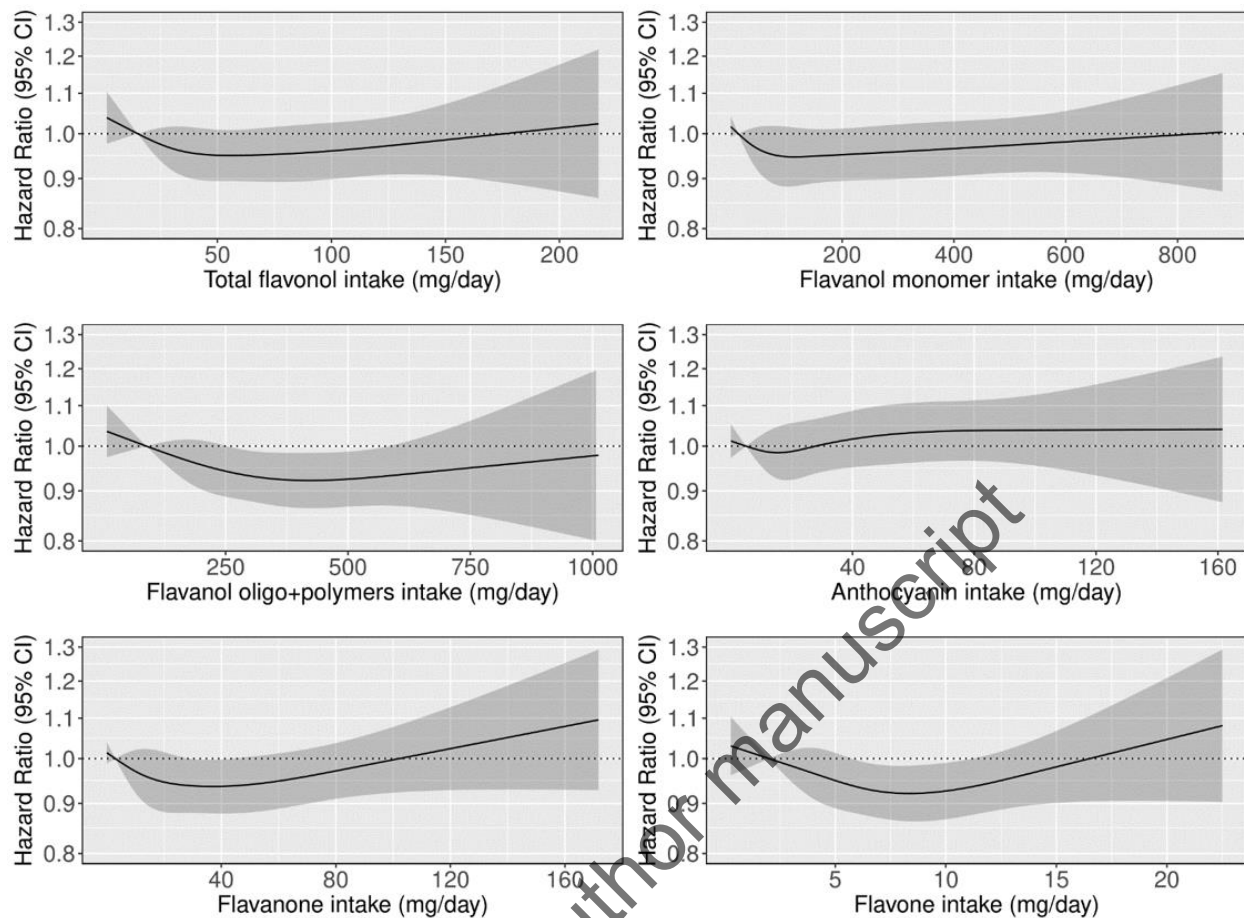 Hazard Ratio (95% CI)
1.3
1.2
1.1
1.0
0.9
0.8
50 100 150 200
Total flavonol intake (mg/day)
Hazard Ratio (95% CI)
1.3
1.2
1.1
1.0
0.9
0.8
200 400 600 800
Flavanol monomer intake (mg/day)
Hazard Ratio (95% CI)
1.3
1.2
1.1
1.0
0.9
0.8
250 500 750 1000
Flavanol oligo+polymers intake (mg/day)
Hazard Ratio (95% CI)
1.3
1.2
1.1
1.0
0.9
0.8
40 80 120 160
Anthocyanin intake (mg/day)
Hazard Ratio (95% CI)
1.3
1.2
1.1
1.0
0.9
0.8
40 80 120 160
Flavanone intake (mg/day)
Hazard Ratio (95% CI)
1.3
1.2
1.1
1.0
0.9
0.8
5 10 15 20
Flavone intake (mg/day)
uthor manuscript